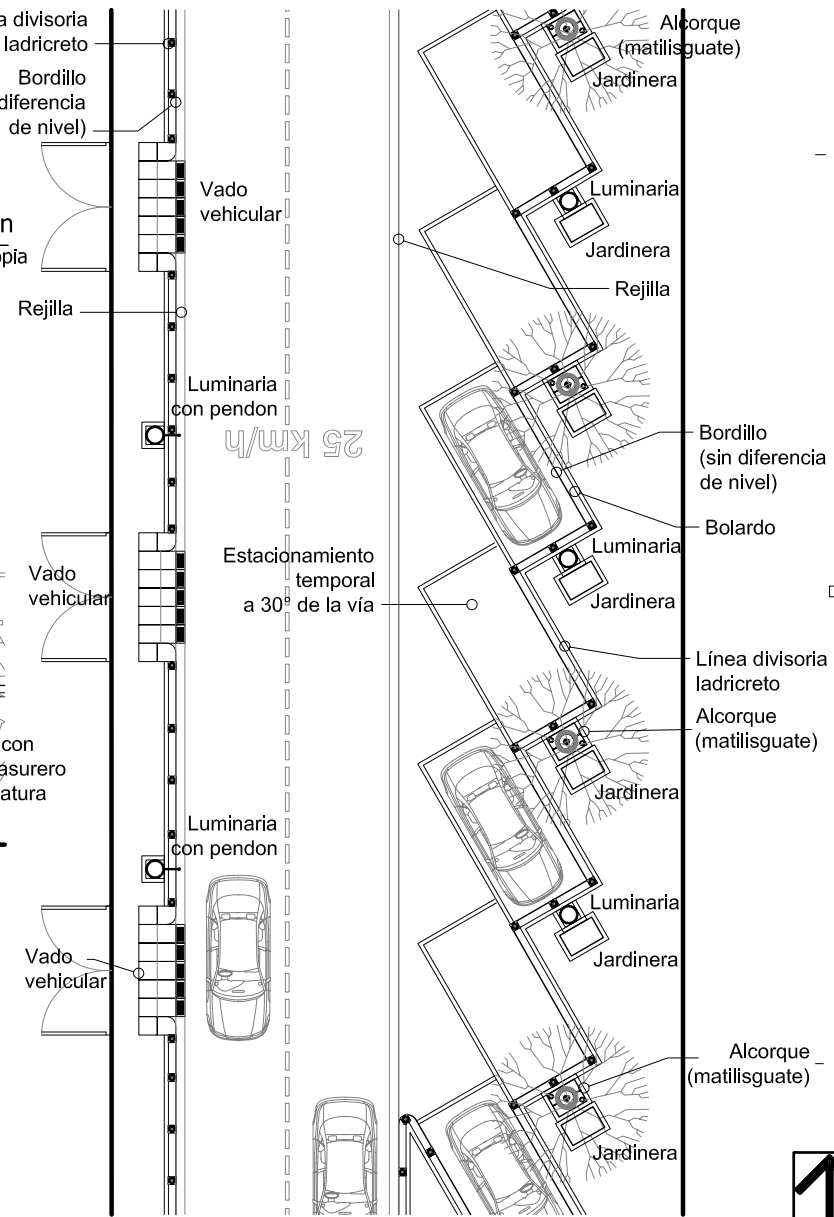 a divisoria
ladricreto
Bordillo
diferencia
de nivel)
Alcorque
(matilisguate)
Jardinera
Vado
vehicular
n
pia
Luminaria
Jardinera
Rejilla
Rejilla
Luminaria
con pendon
25 km/h
Bordillo
(sin diferencia
de nivel)
Bolardo
Luminaria
Estacionamiento
temporal
a 30° de la vía
Vado
vehicular
Jardinera
Línea divisoria
ladricreto
Alcorque
(matilisguate)
con
asurero
atura
Jardinera
Luminaria
con pendon
Luminaria
Vado
vehicular
Jardinera
Alcorque
(matilisguate)
Jardinera